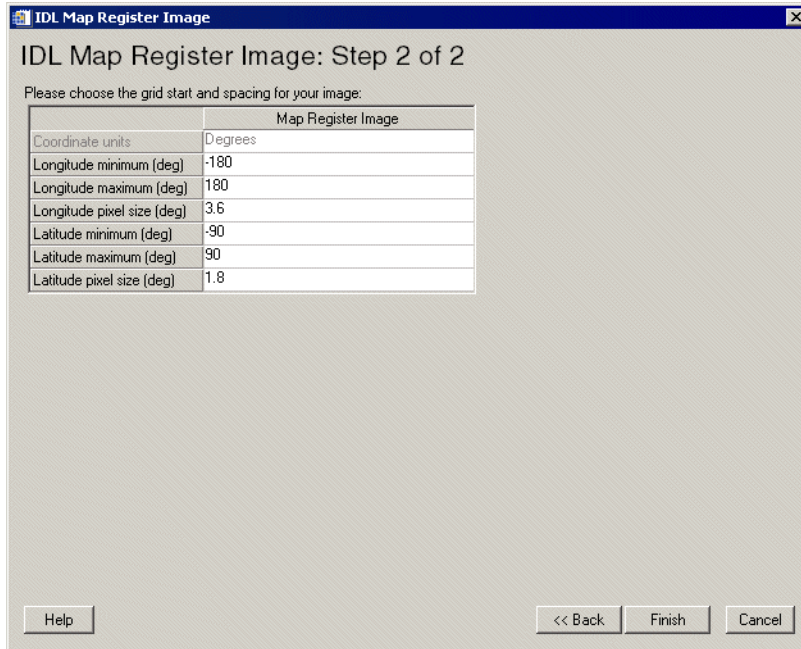 IDL Map Register Image
IDL Map Register Image: Step 2 of 2
Please choose the grid start and spacing for your image:
Map Register Image
Coordinate units Degrees
Longitude minimum (deg) -180
Longitude maximum (deg) 180
Longitude pixel size (deg) 3.6
Latitude minimum (deg) -90
Latitude maximum (deg) 90
Latitude pixel size (deg) 1.8
Help << Back Finish Cancel